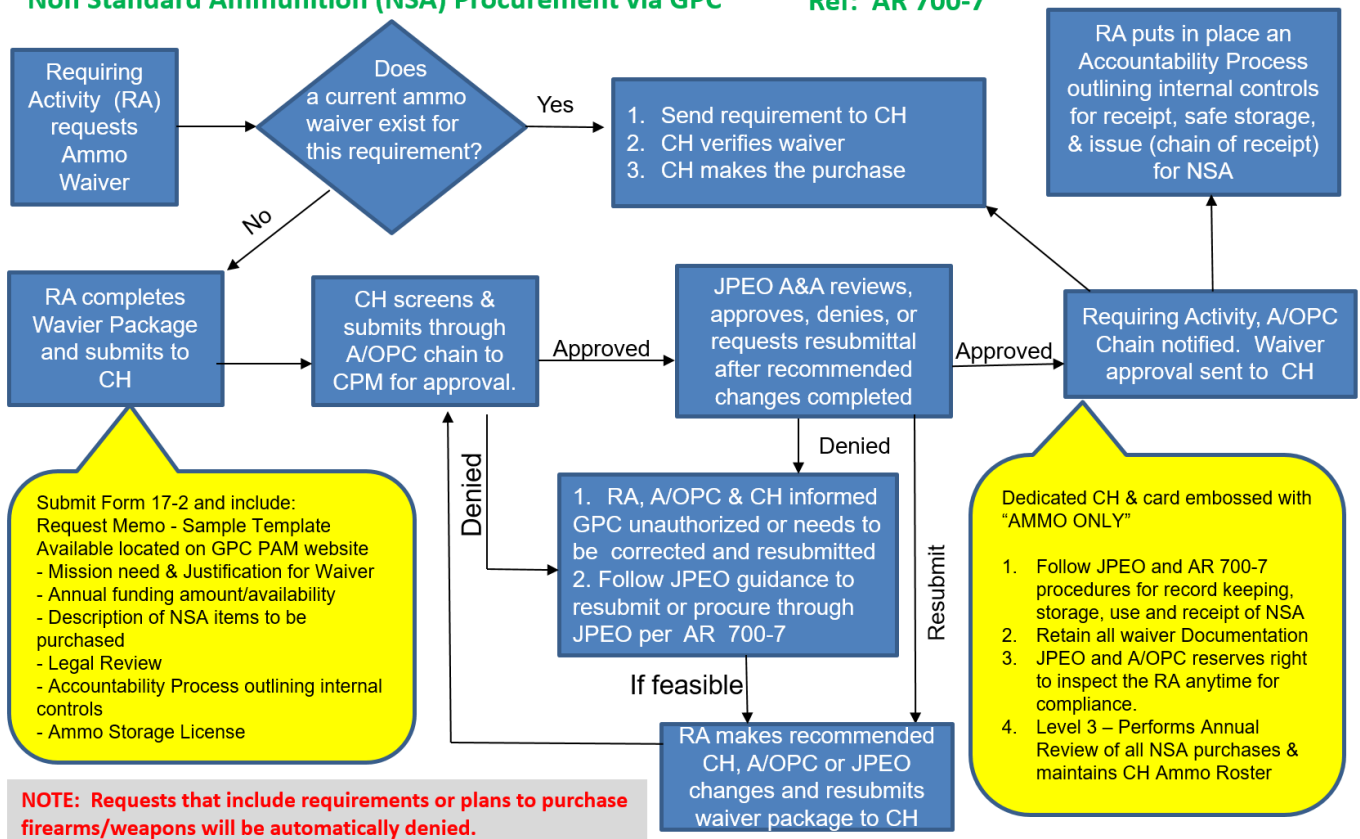 Non Standard Ammunition (NSA) Procurement via GPC
Ref: AR 700-7
Requiring
Activity (RA)
requests
Ammo
Waiver
Does
a current ammo
waiver exist for
this requirement?
Yes
1. Send requirement to CH
2. CH verifies waiver
3. CH makes the purchase
RA puts in place an
Accountability Process
outlining internal controls
for receipt, safe storage,
& issue (chain of receipt)
for NSA
No
RA completes
Wavier Package
and submits to
CH
CH screens &
submits through
A/OPC chain to
CPM for approval.
Approved
JPEO A&A reviews,
approves, denies, or
requests resubmittal
after recommended
changes completed
Approved
Requiring Activity, A/OPC
Chain notified. Waiver
approval sent to CH
Denied
Denied
Resubmit
Submit Form 17-2 and include:
Request Memo - Sample Template
Available located on GPC PAM website
- Mission need & Justification for Waiver
- Annual funding amount/availability
- Description of NSA items to be
purchased
- Legal Review
- Accountability Process outlining internal
controls
- Ammo Storage License
1. RA, A/OPC & CH informed
GPC unauthorized or needs to
be corrected and resubmitted
2. Follow JPEO guidance to
resubmit or procure through
JPEO per AR 700-7
If feasible
RA makes recommended
CH, A/OPC or JPEO
changes and resubmits
waiver package to CH
Dedicated CH & card embossed with
“AMMO ONLY”
1. Follow JPEO and AR 700-7
procedures for record keeping,
storage, use and receipt of NSA
2. Retain all waiver Documentation
3. JPEO and A/OPC reserves right
to inspect the RA anytime for
compliance.
4. Level 3 – Performs Annual
Review of all NSA purchases &
maintains CH Ammo Roster
NOTE: Requests that include requirements or plans to purchase
firearms/weapons will be automatically denied.